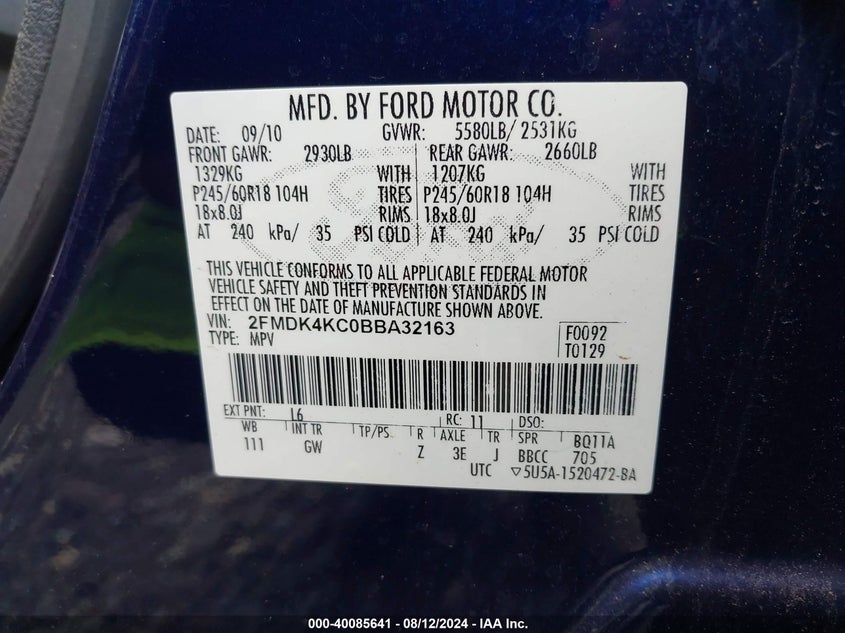 MFD. BY FORD MOTOR CO.
DATE: 09/10 GVWR: 5580LB/ 2531KG
FRONT GAWR: 2930LB REAR GAWR: 2660LB
1329KG WITH 1207KG WITH
P245/60R18 104H TIRES P245/60R18 104H TIRES
18x8.0J RIMS 18x8.0J RIMS
AT 240 kPa/ 35 PSI COLD AT 240 kPa/ 35 PSI COLD
THIS VEHICLE CONFORMS TO ALL APPLICABLE FEDERAL MOTOR
VEHICLE SAFETY AND THEFT PREVENTION STANDARDS IN
EFFECT ON THE DATE OF MANUFACTURE SHOWN ABOVE.
VIN: 2FMDK4KC0BBA32163 F0092
TYPE: MPV T0129
EXT PNT: L6 RC: 11 DSO:
WB INT TR TP/PS R AXLE TR SPR BQ11A
111 GW Z 3E J BBCC 705
UTC ▽5U5A-1520472-BA
000-40085641 - 08/12/2024 - IAA Inc.